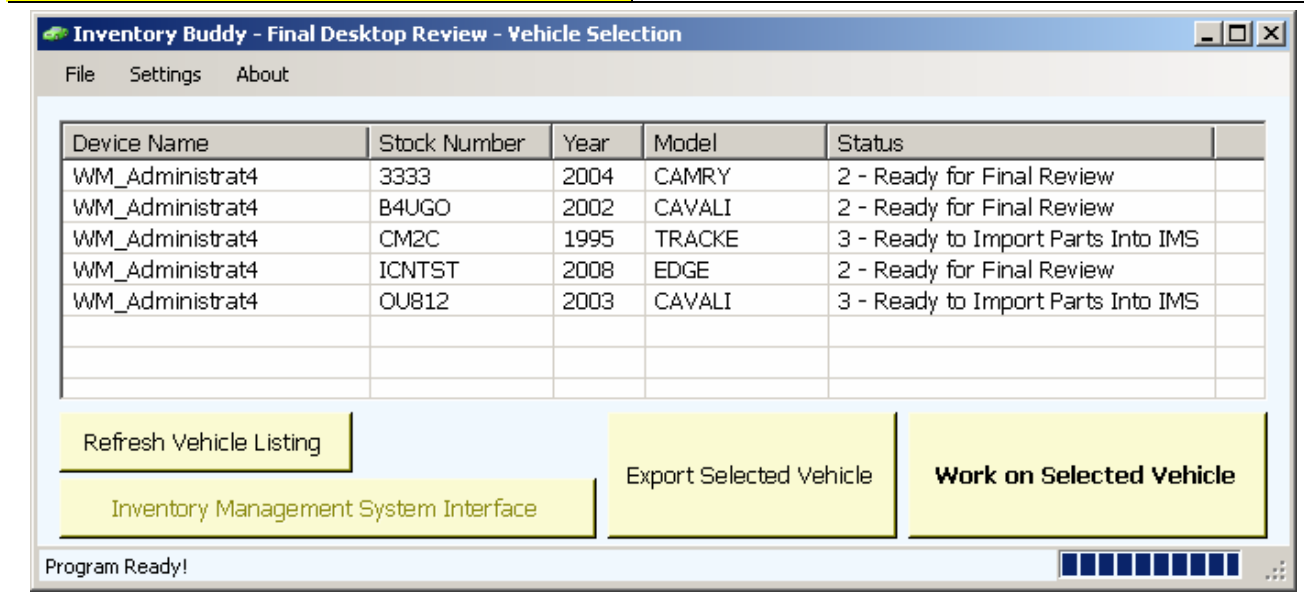 Inventory Buddy - Final Desktop Review - Vehicle Selection
File Settings About
Device Name Stock Number Year Model Status
WM_Administrat4 3333 2004 CAMRY 2 - Ready for Final Review
WM_Administrat4 B4UGO 2002 CAVALI 2 - Ready for Final Review
WM_Administrat4 CM2C 1995 TRACKE 3 - Ready to Import Parts Into IMS
WM_Administrat4 ICNTST 2008 EDGE 2 - Ready for Final Review
WM_Administrat4 OU812 2003 CAVALI 3 - Ready to Import Parts Into IMS
Refresh Vehicle Listing
Export Selected Vehicle
Work on Selected Vehicle
Inventory Management System Interface
Program Ready!